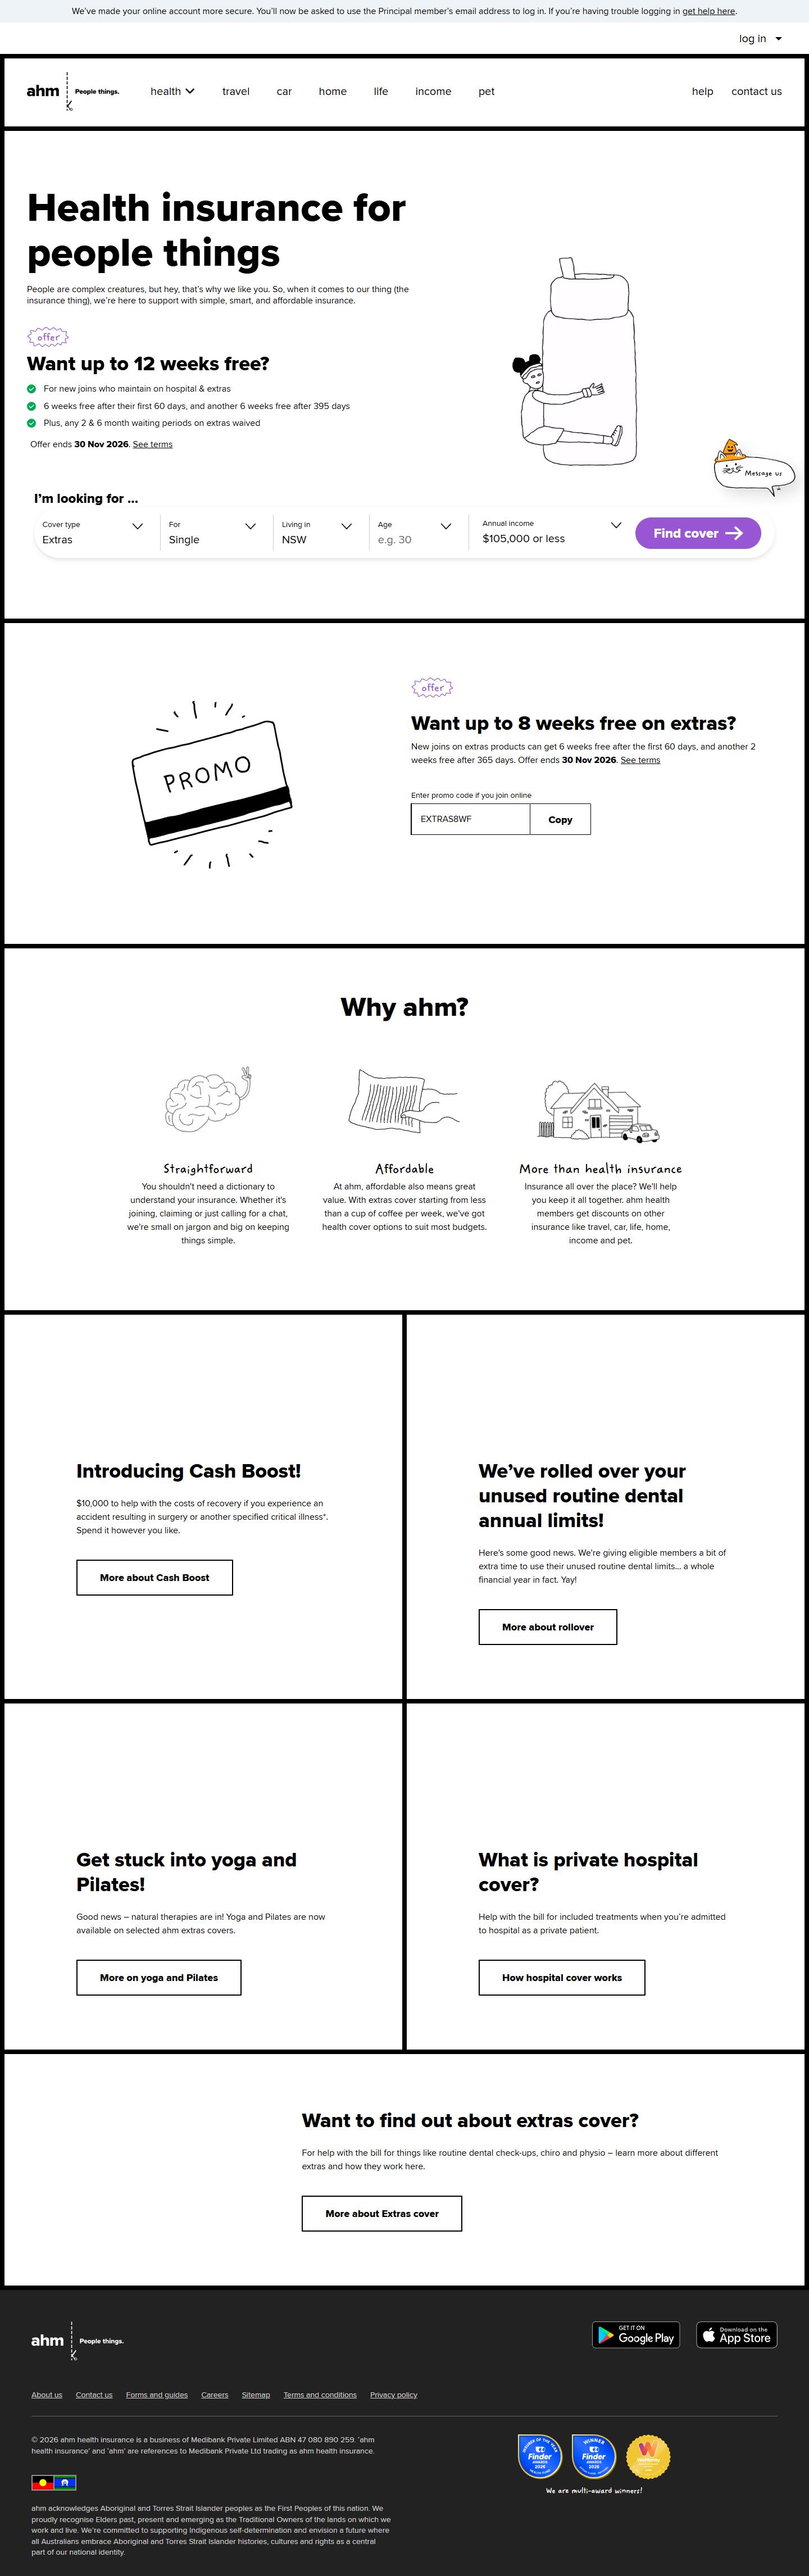 We've made your online account more secure. You'll now be asked to use the Principal member's email address to log in. If you're having trouble logging in get help here.
log in
ahm People things.
health travel car home life income pet help contact us
Health insurance for
people things
People are complex creatures, but hey, that's why we like you. So, when it comes to our thing (the
insurance thing), we're here to support with simple, smart, and affordable insurance.
offer
Want up to 12 weeks free?
For new joins who maintain on hospital & extras
6 weeks free after their first 60 days, and another 6 weeks free after 395 days
Plus, any 2 & 6 month waiting periods on extras waived
Offer ends 30 Nov 2026. See terms
Message us
I'm looking for ...
Cover type For Living in Age Annual income
Extras Single NSW e.g. 30 $105,000 or less
Find cover
offer
Want up to 8 weeks free on extras?
PROMO
New joins on extras products can get 6 weeks free after the first 60 days, and another 2
weeks free after 365 days. Offer ends 30 Nov 2026. See terms
Enter promo code if you join online
EXTRAS8WF Copy
Why ahm?
Straightforward
You shouldn't need a dictionary to
understand your insurance. Whether it's
joining, claiming or just calling for a chat,
we're small on jargon and big on keeping
things simple.
Affordable
At ahm, affordable also means great
value. With extras cover starting from less
than a cup of coffee per week, we've got
health cover options to suit most budgets.
More than health insurance
Insurance all over the place? We'll help
you keep it all together. ahm health
members get discounts on other
insurance like travel, car, life, home,
income and pet.
Introducing Cash Boost!
$10,000 to help with the costs of recovery if you experience an
accident resulting in surgery or another specified critical illness*.
Spend it however you like.
More about Cash Boost
We've rolled over your
unused routine dental
annual limits!
Here's some good news. We're giving eligible members a bit of
extra time to use their unused routine dental limits... a whole
financial year in fact. Yay!
More about rollover
Get stuck into yoga and
Pilates!
Good news – natural therapies are in! Yoga and Pilates are now
available on selected ahm extras covers.
More on yoga and Pilates
What is private hospital
cover?
Help with the bill for included treatments when you're admitted
to hospital as a private patient.
How hospital cover works
Want to find out about extras cover?
For help with the bill for things like routine dental check-ups, chiro and physio – learn more about different
extras and how they work here.
More about Extras cover
ahm People things.
GET IT ON
Google Play
Download on the
App Store
About us Contact us Forms and guides Careers Sitemap Terms and conditions Privacy policy
© 2026 ahm health insurance is a business of Medibank Private Limited ABN 47 080 890 259. 'ahm
health insurance' and 'ahm' are references to Medibank Private Ltd trading as ahm health insurance.
Finder
AWARDS
2026
WINNER
Finder
AWARDS
2026
We are multi-award winners!
ahm acknowledges Aboriginal and Torres Strait Islander peoples as the First Peoples of this nation. We
proudly recognise Elders past, present and emerging as the Traditional Owners of the lands on which we
work and live. We're committed to supporting Indigenous self-determination and envision a future where
all Australians embrace Aboriginal and Torres Strait Islander histories, cultures and rights as a central
part of our national identity.